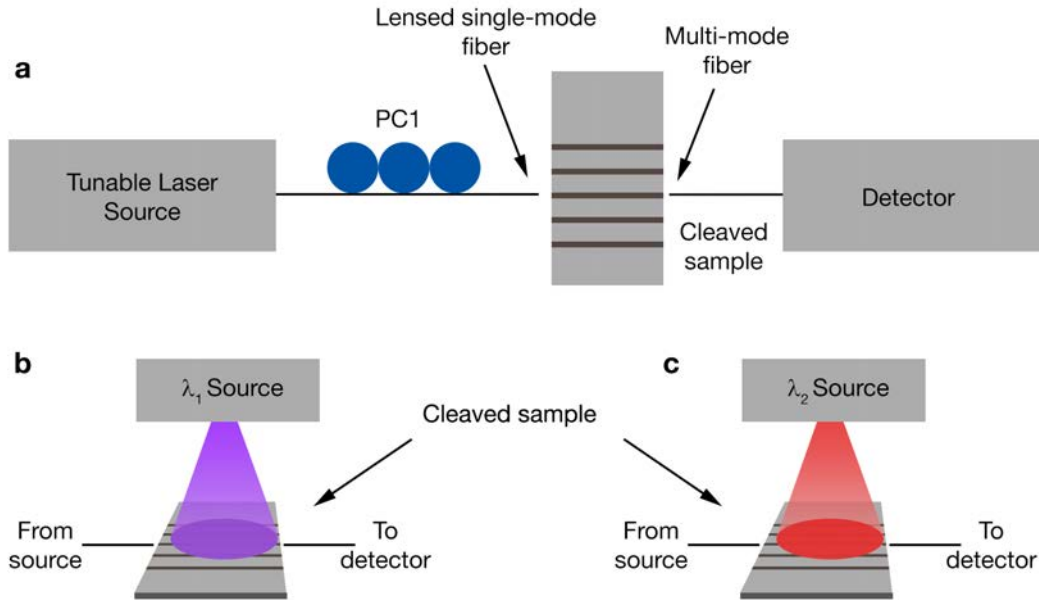 a
Lensed single-mode
fiber
Multi-mode
fiber
PC1
Tunable Laser
Source
Detector
Cleaved
sample
b
λ₁ Source
c
λ₂ Source
Cleaved sample
From
source
To
detector
From
source
To
detector